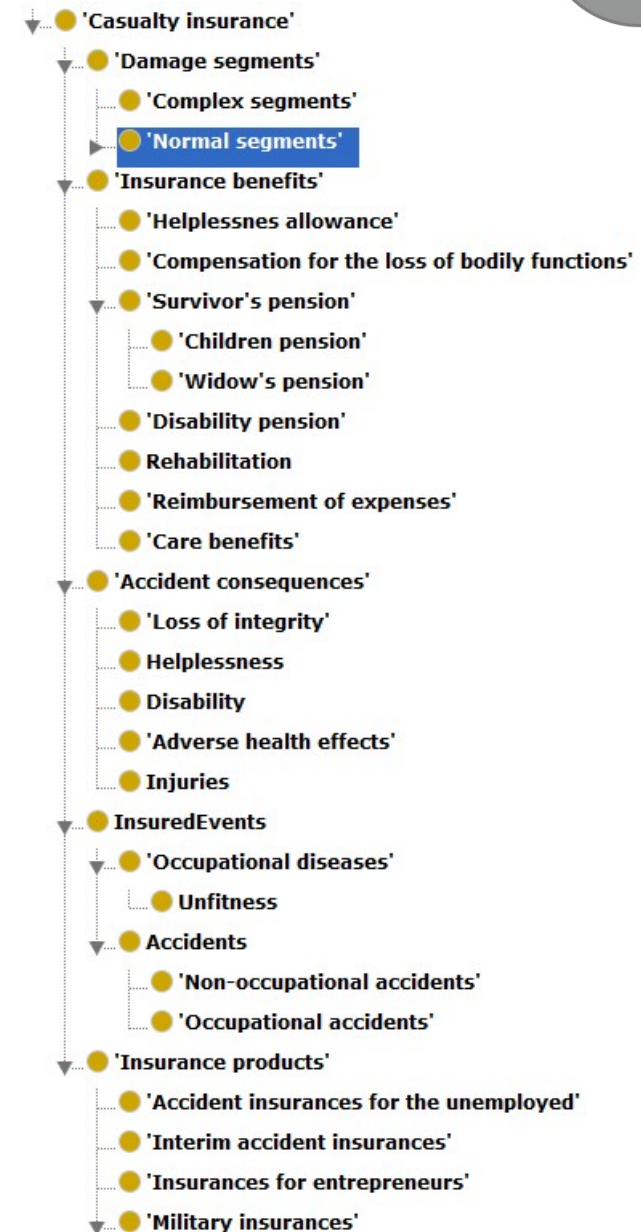 'Casualty insurance'
'Damage segments'
'Complex segments'
'Normal segments'
'Insurance benefits'
'Helplessnes allowance'
'Compensation for the loss of bodily functions'
'Survivor's pension'
'Children pension'
'Widow's pension'
'Disability pension'
Rehabilitation
'Reimbursement of expenses'
'Care benefits'
'Accident consequences'
'Loss of integrity'
Helplessness
Disability
'Adverse health effects'
Injuries
InsuredEvents
'Occupational diseases'
Unfitness
Accidents
'Non-occupational accidents'
'Occupational accidents'
'Insurance products'
'Accident insurances for the unemployed'
'Interim accident insurances'
'Insurances for entrepreneurs'
'Military insurances'